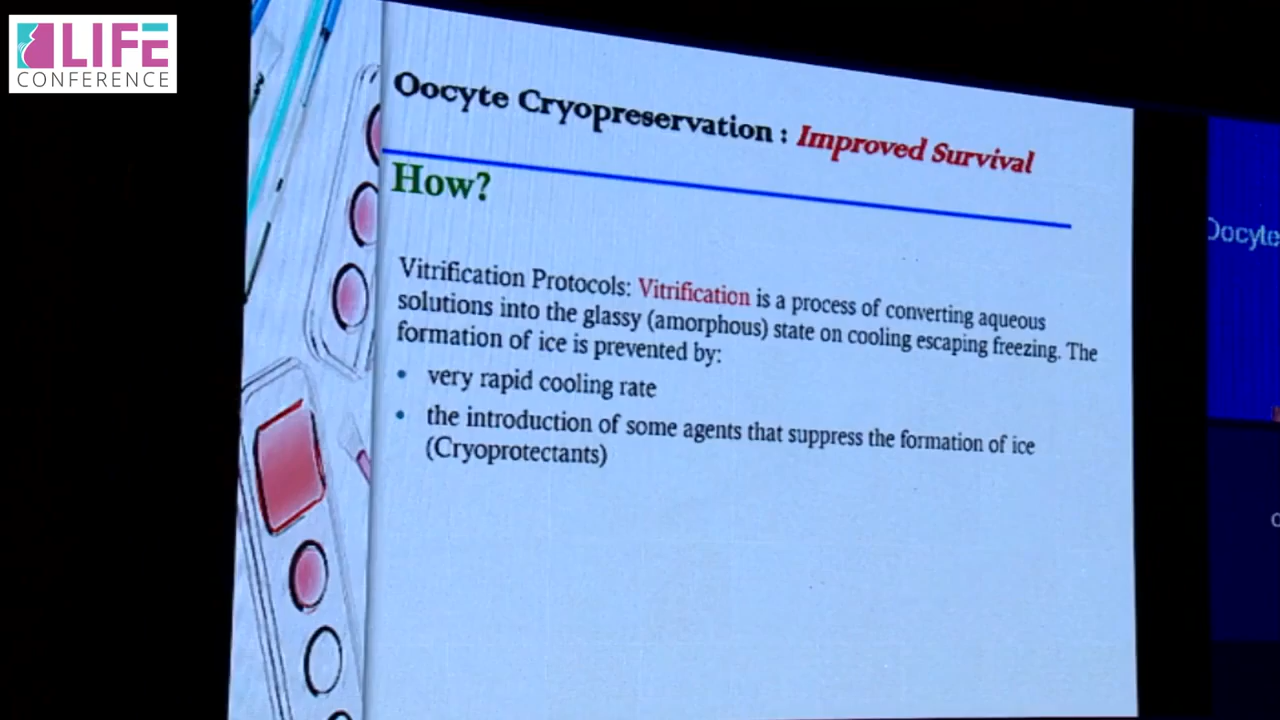 LIFE
CONFERENCE
Oocyte Cryopreservation : Improved Survival
How?
Vitrification Protocols: Vitrification is a process of converting aqueous
solutions into the glassy (amorphous) state on cooling escaping freezing. The
formation of ice is prevented by:
• very rapid cooling rate
• the introduction of some agents that suppress the formation of ice
(Cryoprotectants)
Oocyte